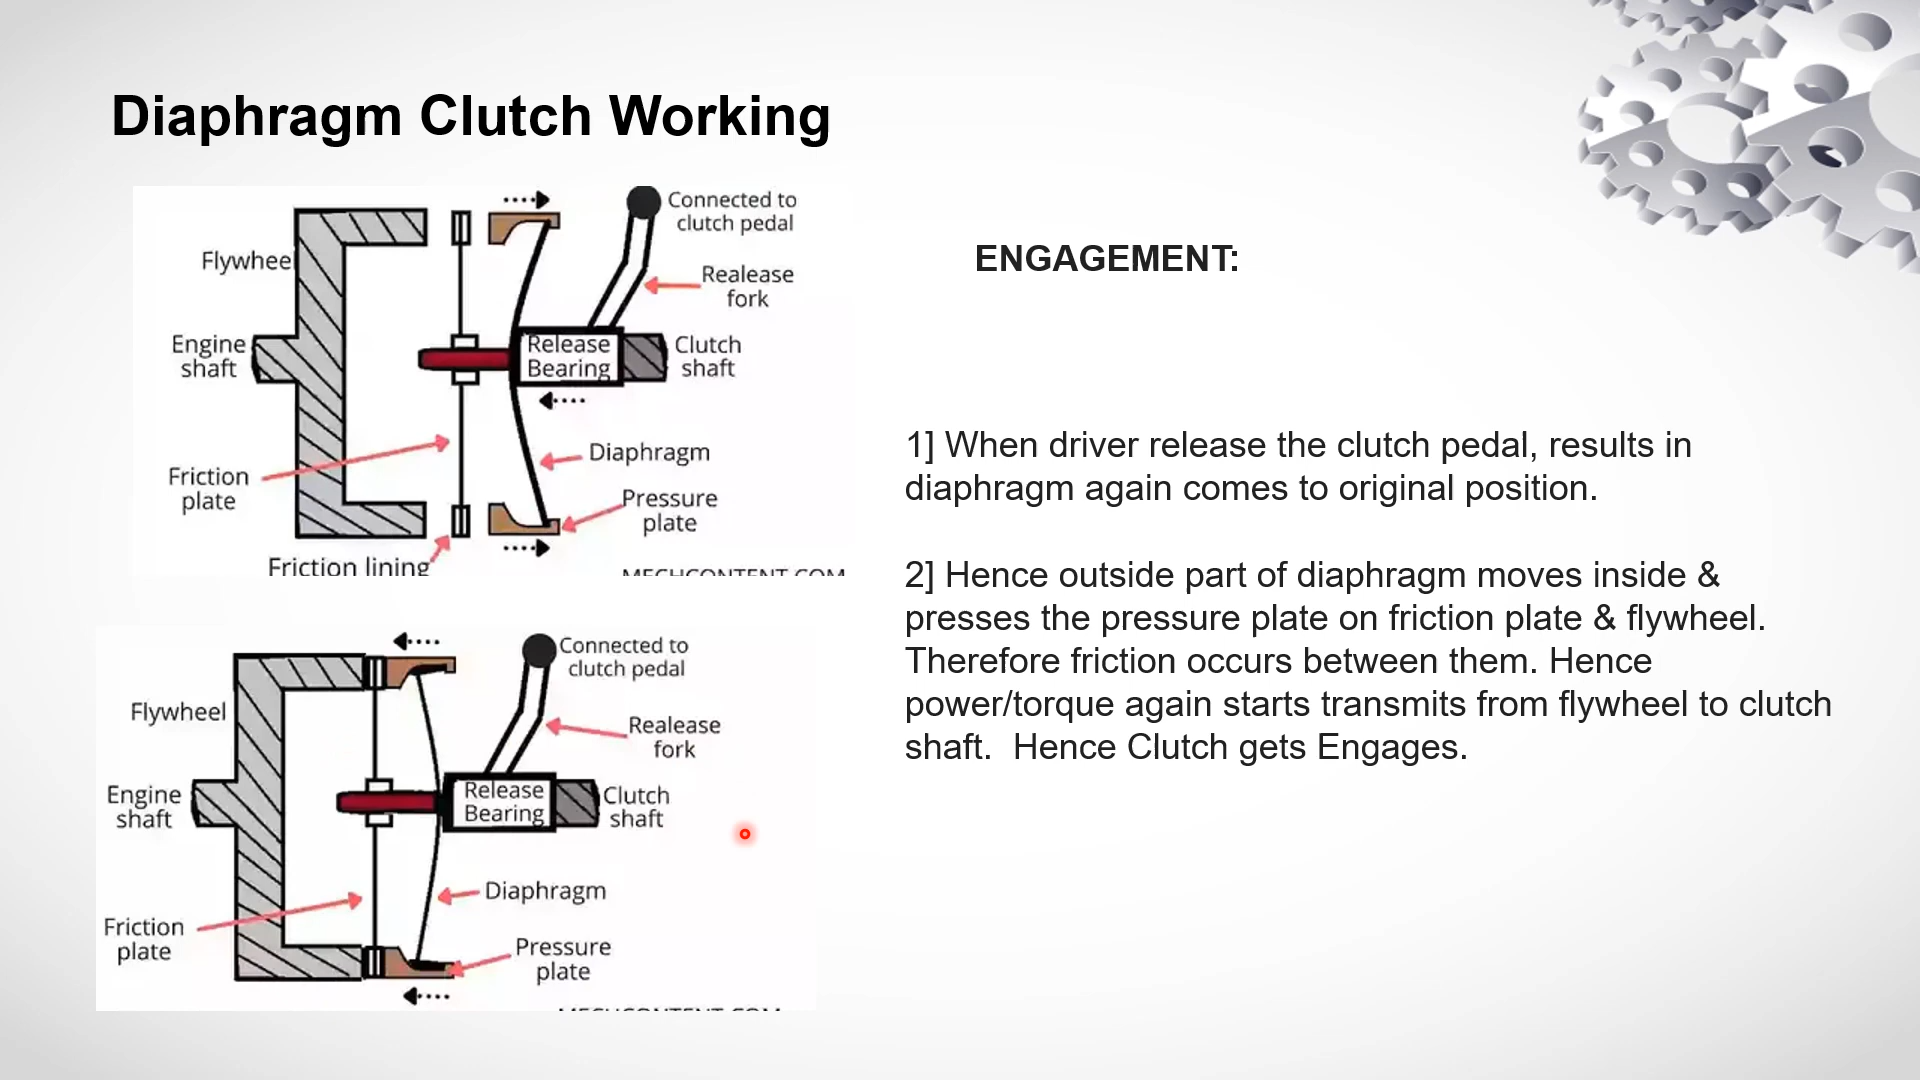 Diaphragm Clutch Working
Connected to
clutch pedal
Flywheel
Realease
fork
Engine
shaft
Release
Bearing
Clutch
shaft
Diaphragm
Friction
plate
Pressure
plate
Friction lining
MECHCONTENT.COM
Connected to
clutch pedal
Flywheel
Realease
fork
Engine
shaft
Release
Bearing
Clutch
shaft
Diaphragm
Friction
plate
Pressure
plate
MECHCONTENT.COM
ENGAGEMENT:
1] When driver release the clutch pedal, results in
diaphragm again comes to original position.
2] Hence outside part of diaphragm moves inside &
presses the pressure plate on friction plate & flywheel.
Therefore friction occurs between them. Hence
power/torque again starts transmits from flywheel to clutch
shaft.  Hence Clutch gets Engages.